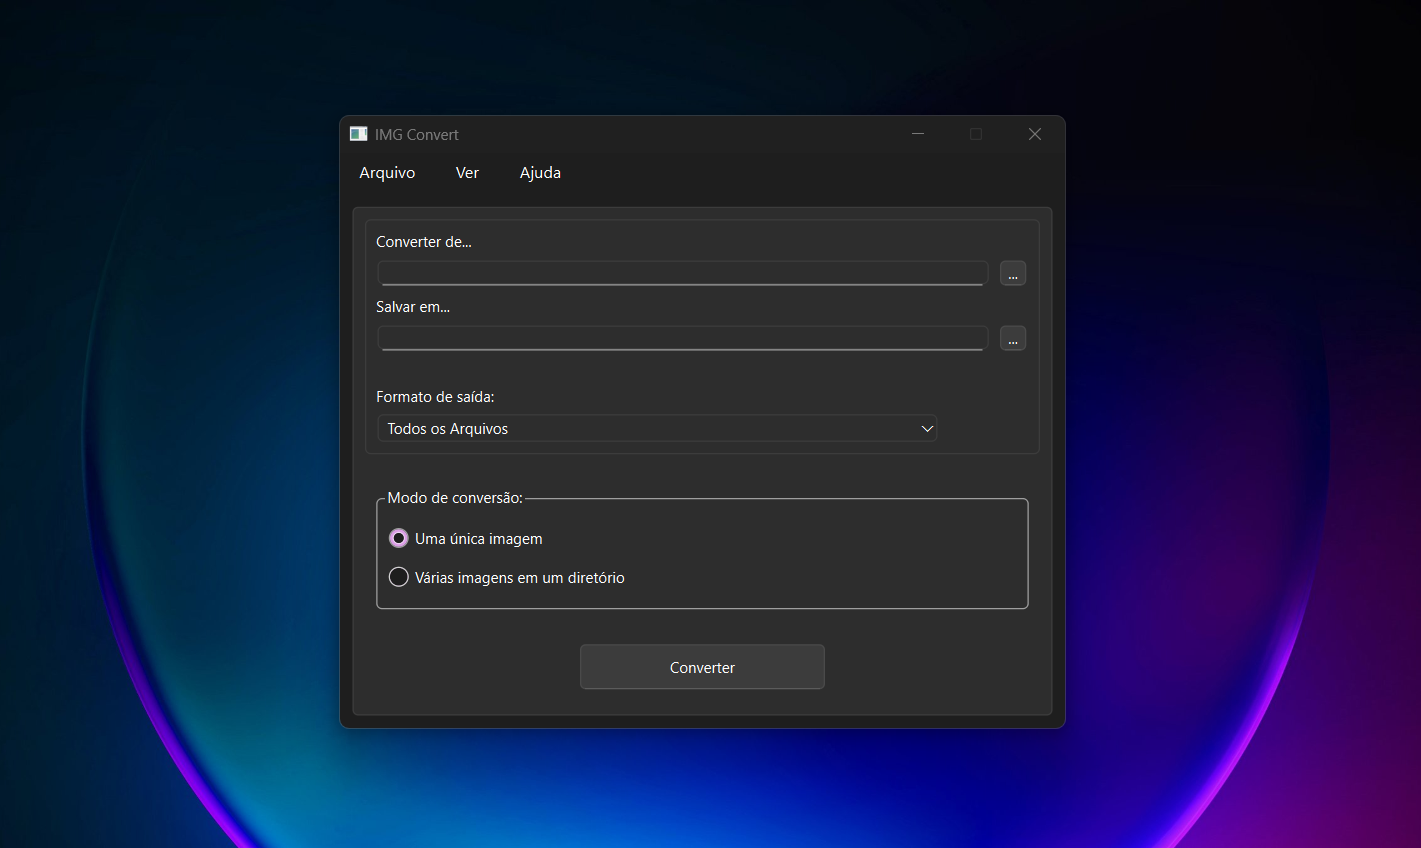 IMG Convert
Arquivo Ver Ajuda
Converter de...
...
Salvar em...
...
Formato de saída:
Todos os Arquivos
Modo de conversão:
Uma única imagem
Várias imagens em um diretório
Converter